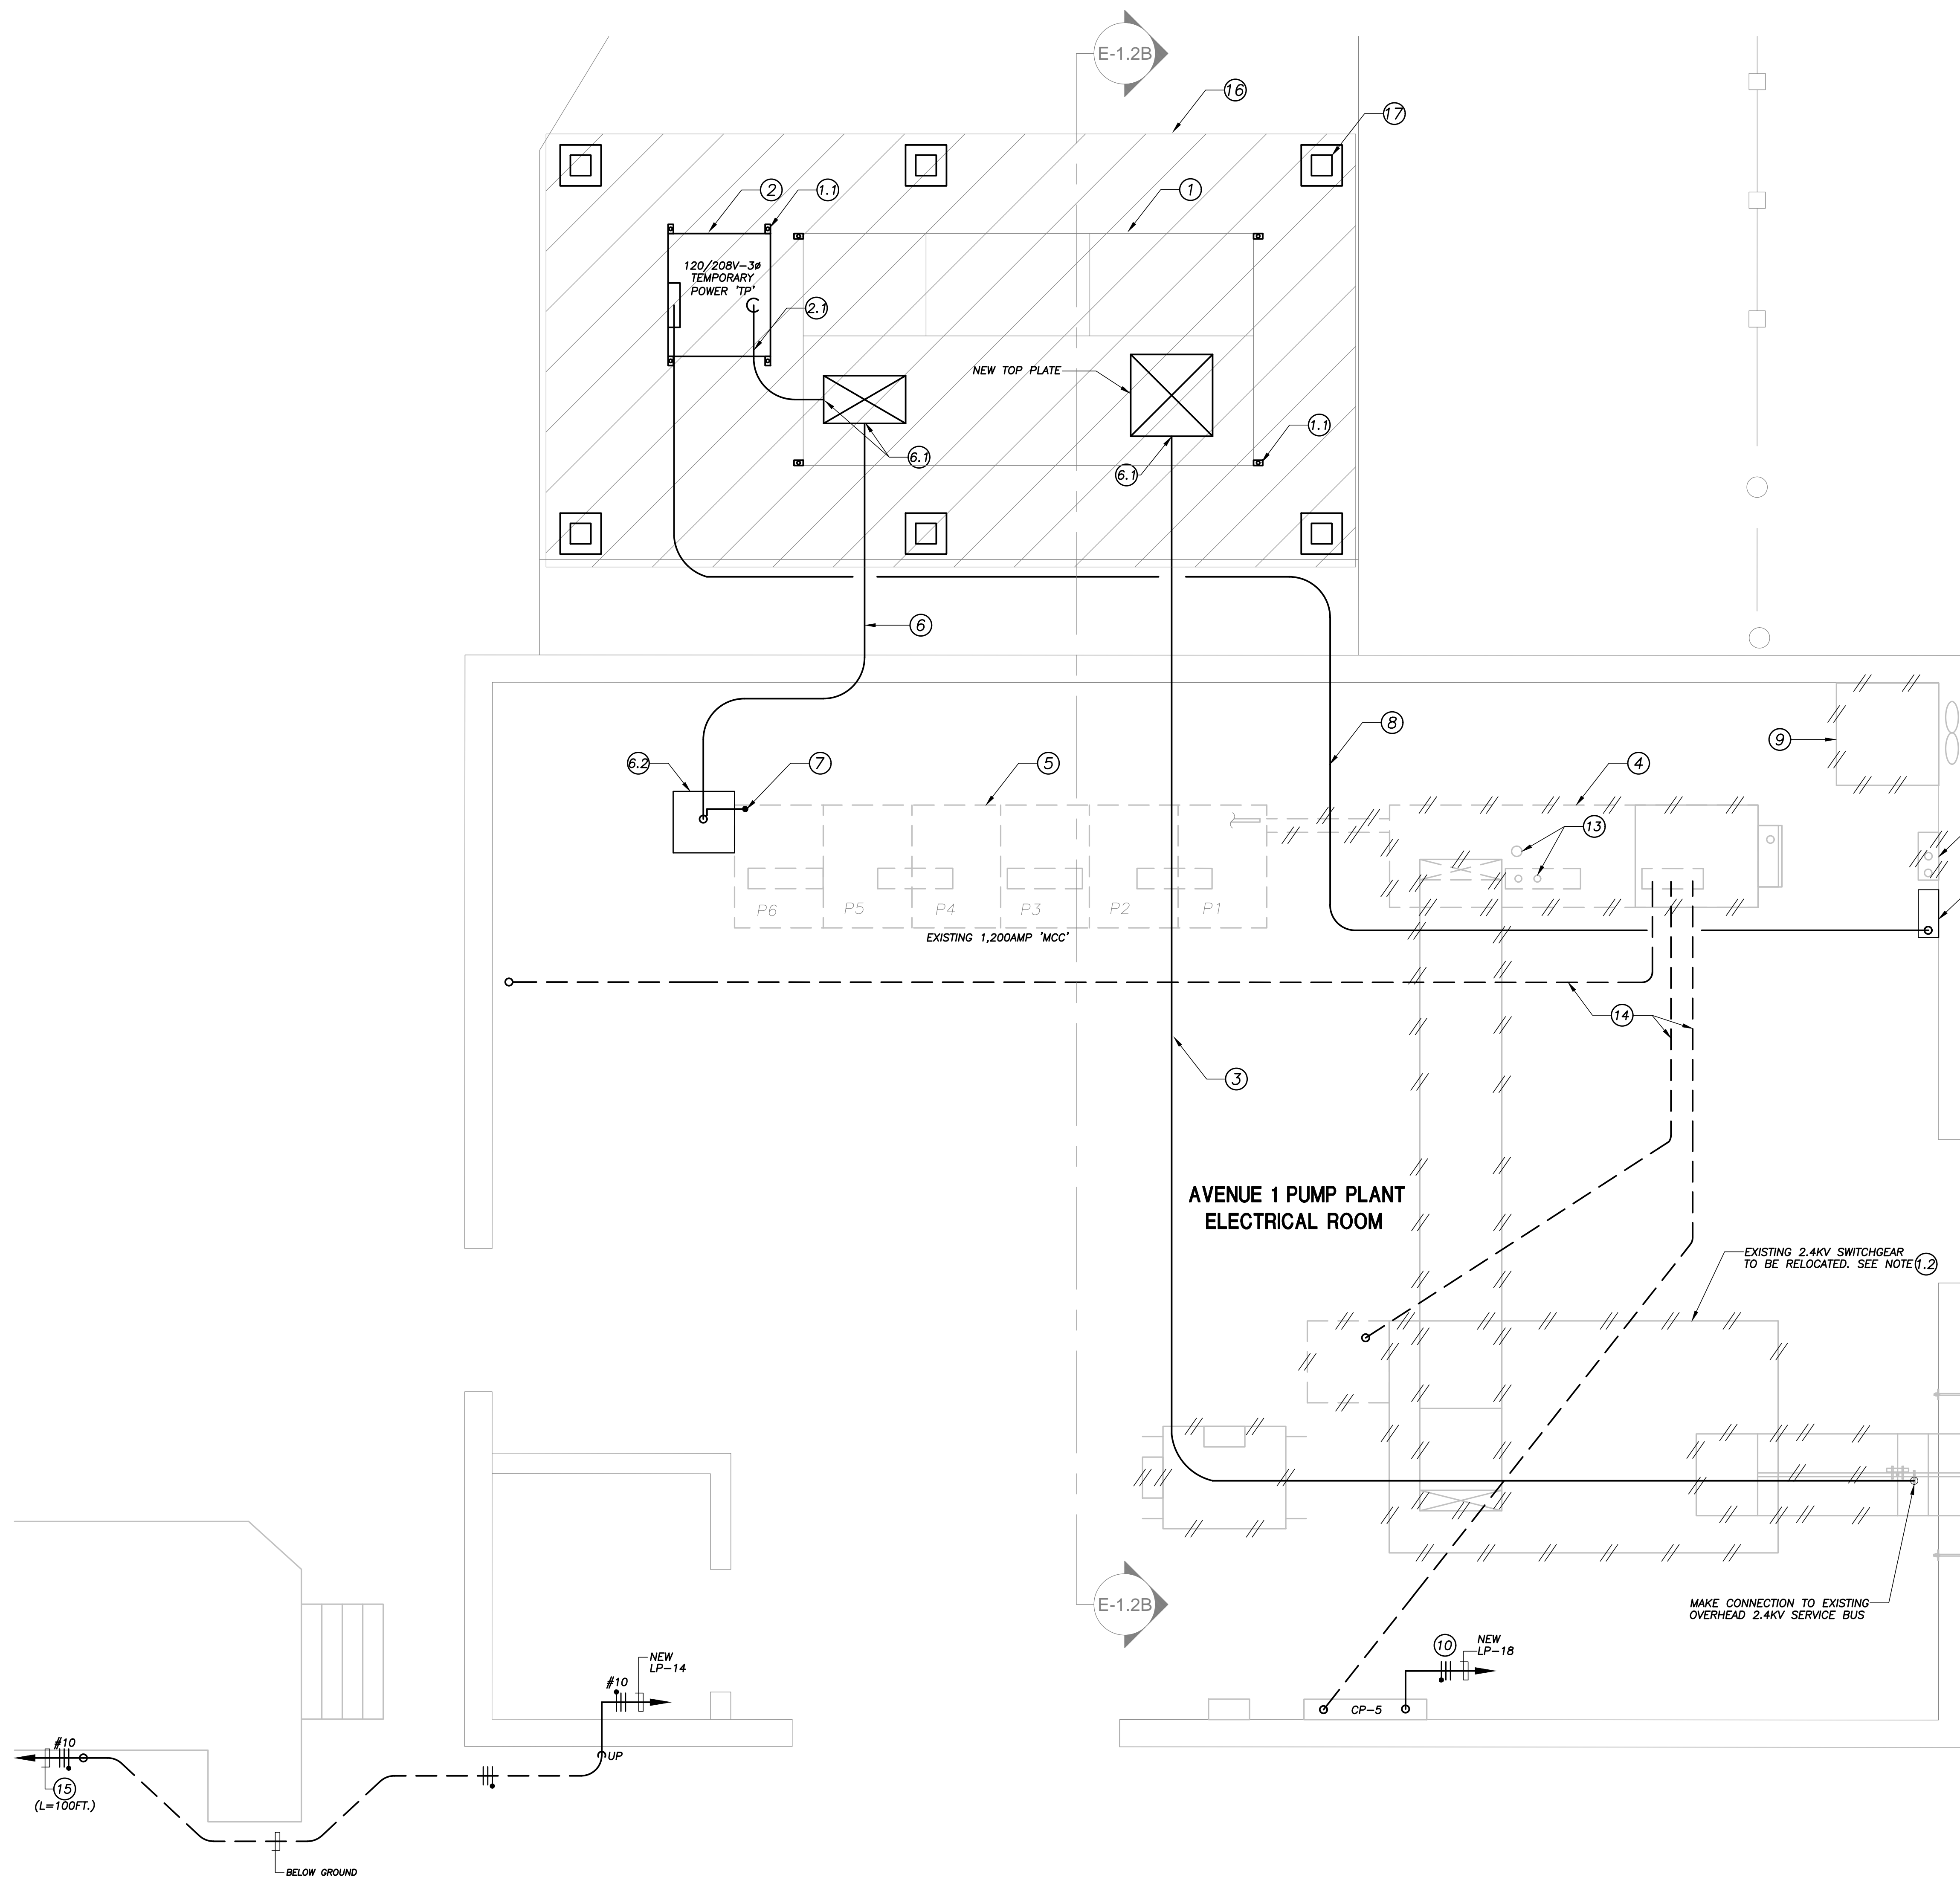 E-1.2B
16
17
2
1.1
1
120/208V-3ø
TEMPORARY
POWER 'TP'
2.1
NEW TOP PLATE
1.1
6.1
6.1
6
8
9
6.2
7
5
4
13
P6
P5
P4
P3
P2
P1
EXISTING 1,200AMP 'MCC'
14
3
AVENUE 1 PUMP PLANT
ELECTRICAL ROOM
EXISTING 2.4KV SWITCHGEAR
TO BE RELOCATED. SEE NOTE 1.2
E-1.2B
MAKE CONNECTION TO EXISTING
OVERHEAD 2.4KV SERVICE BUS
10
NEW
LP-18
NEW
LP-14
#10
CP-5
#10
UP
15
(L=100FT.)
BELOW GROUND